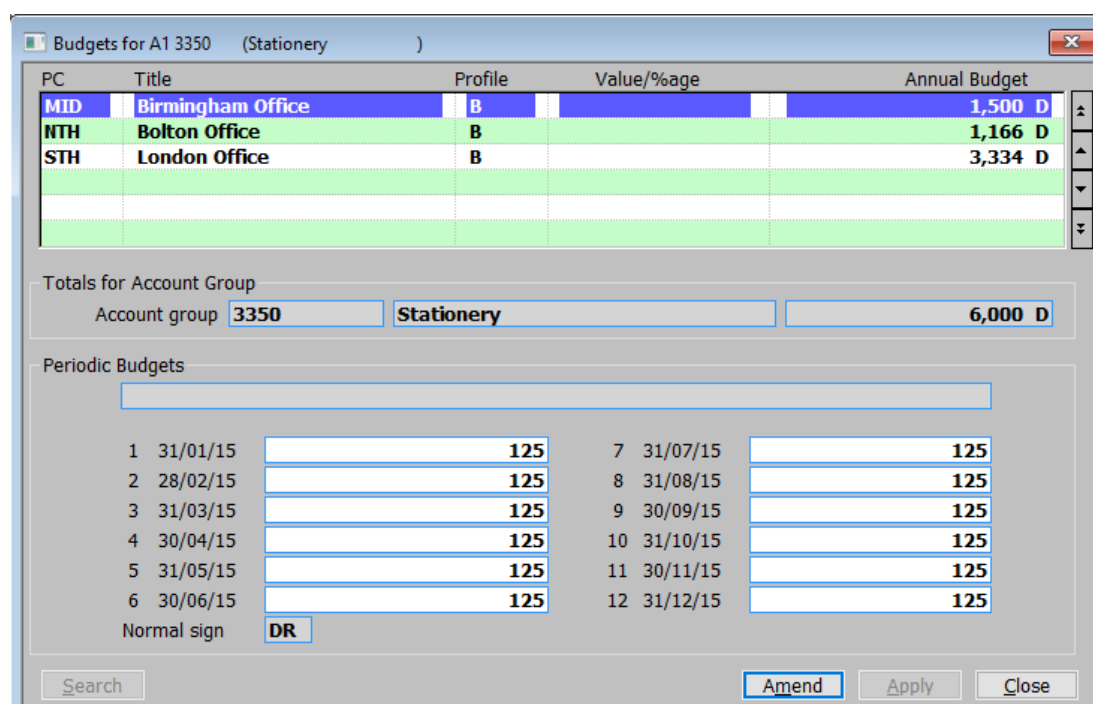 Budgets for A1 3350 (Stationery )
PC Title Profile Value/%age Annual Budget
MID Birmingham Office B 1,500 D
NTH Bolton Office B 1,166 D
STH London Office B 3,334 D
Totals for Account Group
Account group 3350 Stationery 6,000 D
Periodic Budgets
1 31/01/15 125 7 31/07/15 125
2 28/02/15 125 8 31/08/15 125
3 31/03/15 125 9 30/09/15 125
4 30/04/15 125 10 31/10/15 125
5 31/05/15 125 11 30/11/15 125
6 30/06/15 125 12 31/12/15 125
Normal sign DR
Search Amend Apply Close